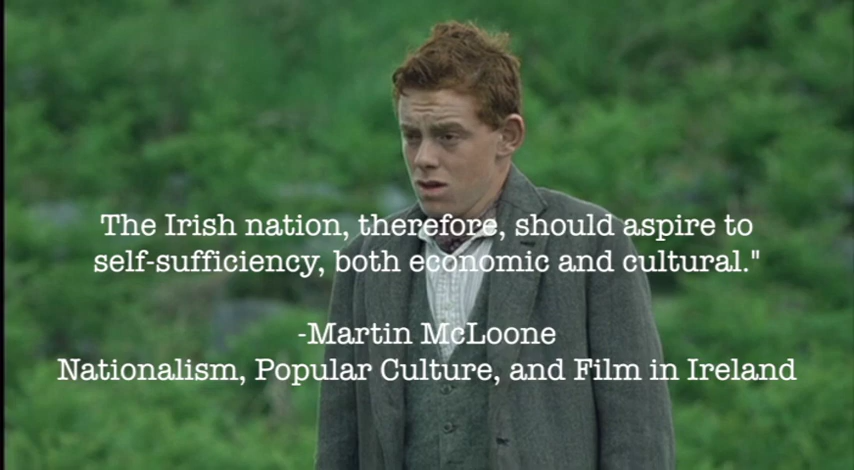 The Irish nation, therefore, should aspire to
self-sufficiency, both economic and cultural."
-Martin McLoone
Nationalism, Popular Culture, and Film in Ireland